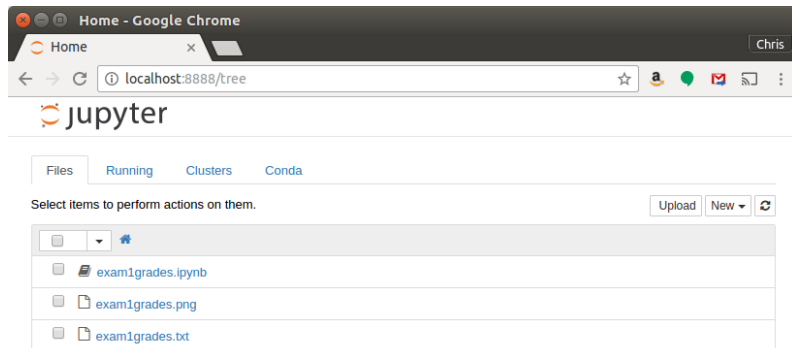 Home - Google Chrome
Home
Chris
localhost:8888/tree
jupyter
Files Running Clusters Conda
Select items to perform actions on them.
Upload New
exam1grades.ipynb
exam1grades.png
exam1grades.txt